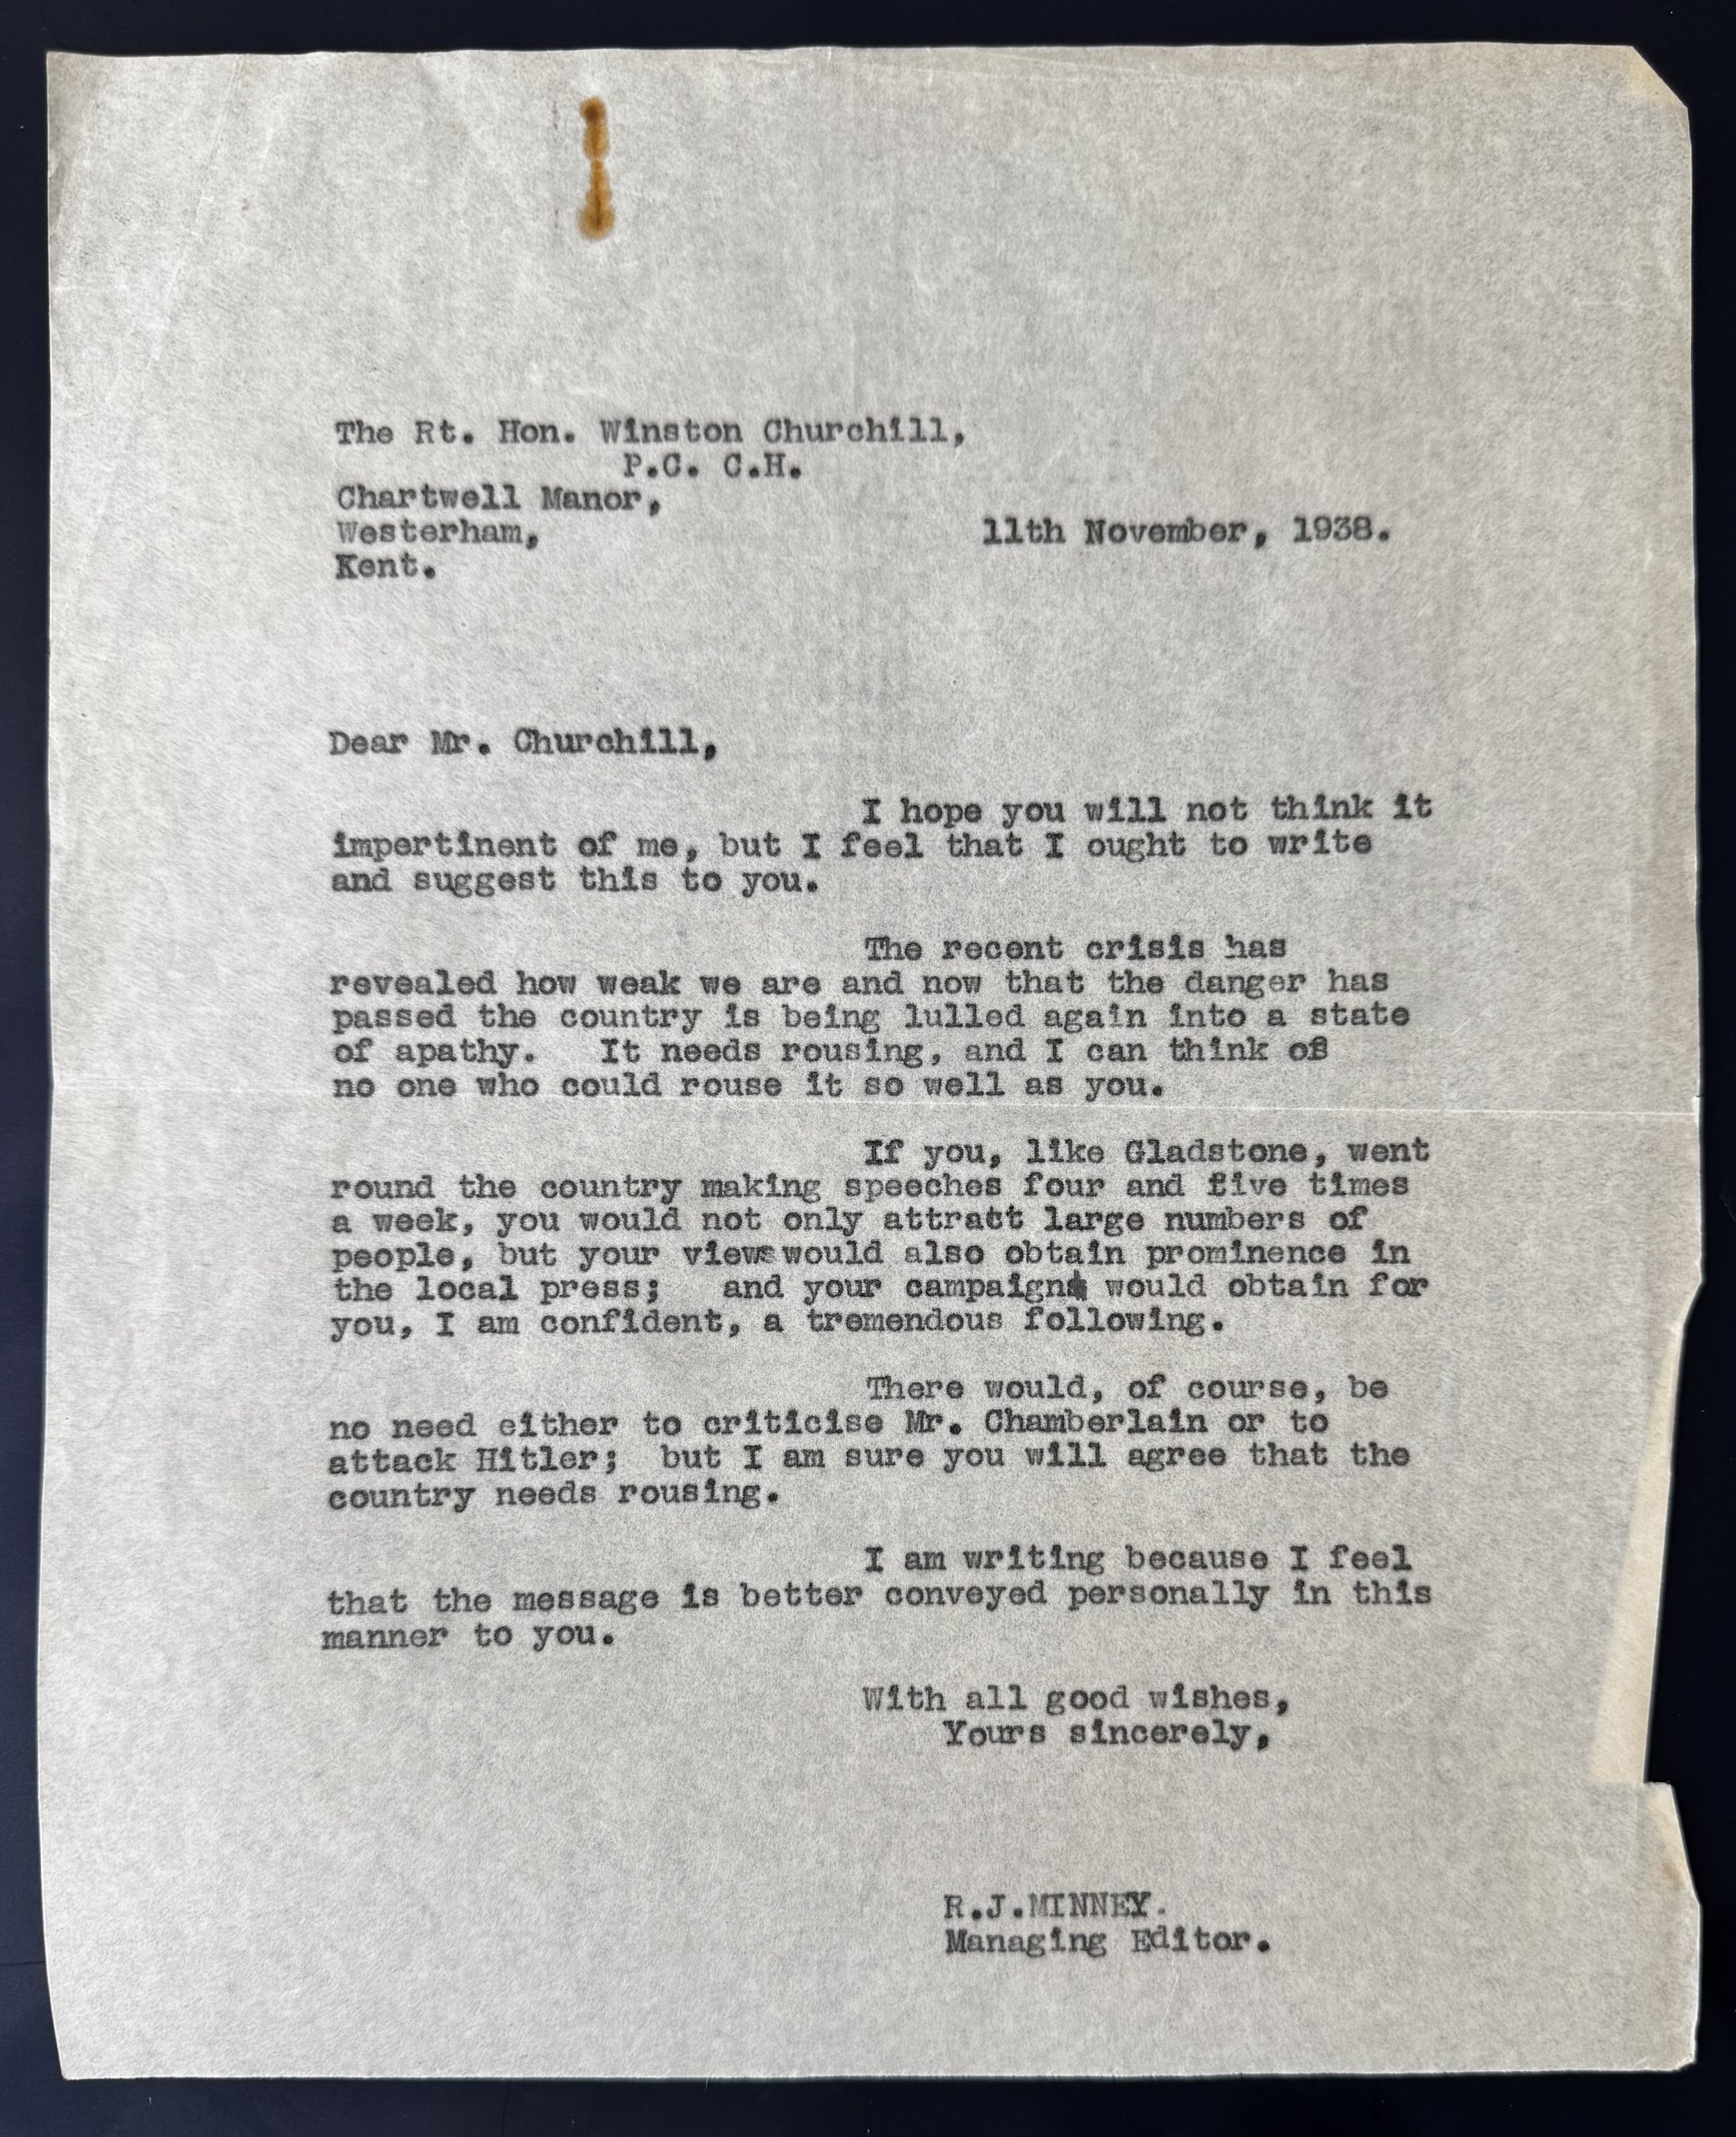 The Rt. Hon. Winston Churchill,
P.C. C.H.
Chartwell Manor,
Westerham,
11th November, 1938.
Kent.
Dear Mr. Churchill,
I hope you will not think it
impertinent of me, but I feel that I ought to write
and suggest this to you.
The recent crisis has
revealed how weak we are and now that the danger has
passed the country is being lulled again into a state
of apathy. It needs rousing, and I can think of
no one who could rouse it so well as you.
If you, like Gladstone, went
round the country making speeches four and five times
a week, you would not only attract large numbers of
people, but your views would also obtain prominence in
the local press; and your campaign would obtain for
you, I am confident, a tremendous following.
There would, of course, be
no need either to criticise Mr. Chamberlain or to
attack Hitler; but I am sure you will agree that the
country needs rousing.
I am writing because I feel
that the message is better conveyed personally in this
manner to you.
With all good wishes,
Yours sincerely,
R.J.MINNEY.
Managing Editor.